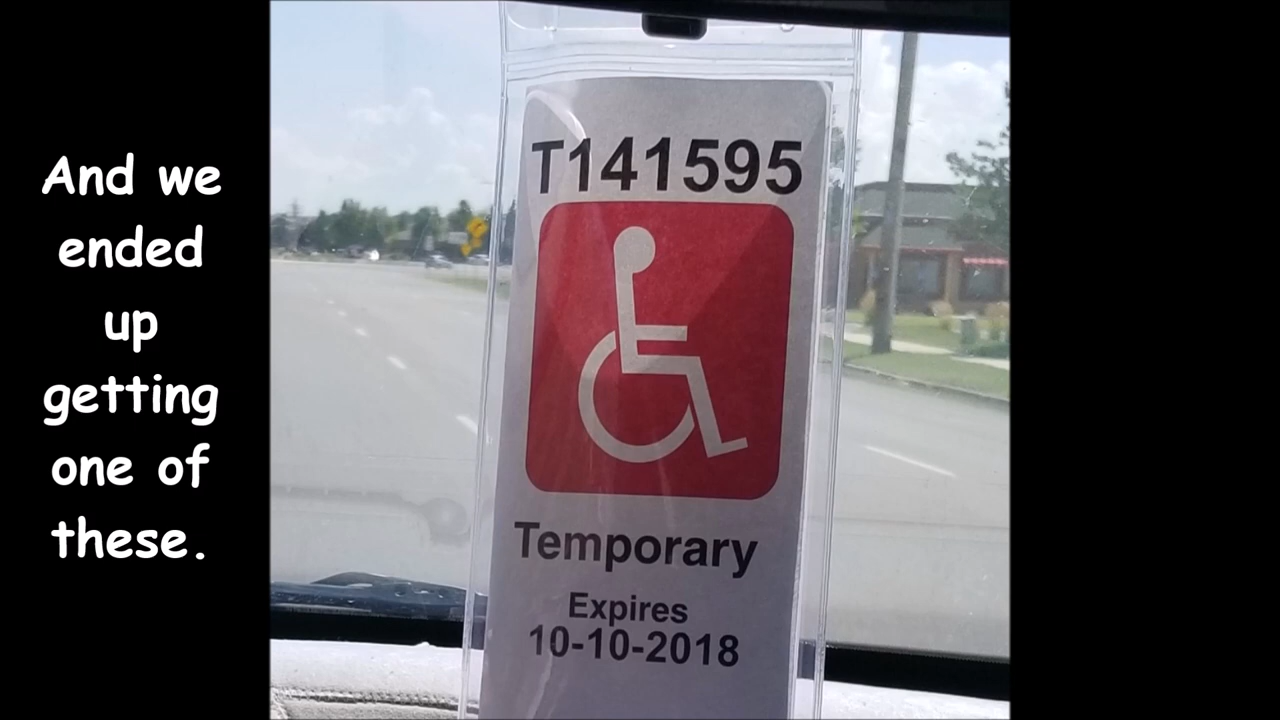 And we
ended
up
getting
one of
these.
T141595
Temporary
Expires
10-10-2018